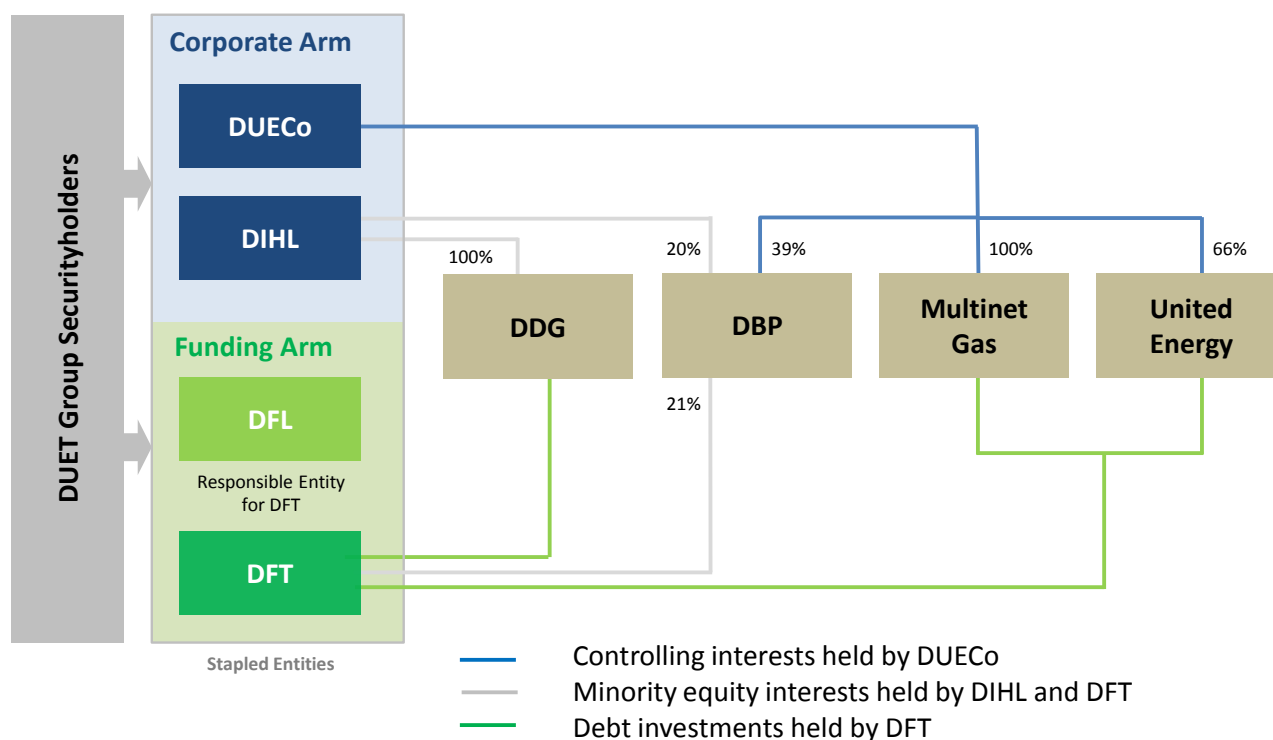 DUET Group Securityholders
Corporate Arm
DUECo
DIHL
Funding Arm
DFL
Responsible Entity
for DFT
DFT
Stapled Entities
100%
20%
39%
100%
66%
DDG
DBP
Multinet
Gas
United
Energy
21%
Controlling interests held by DUECo
Minority equity interests held by DIHL and DFT
Debt investments held by DFT